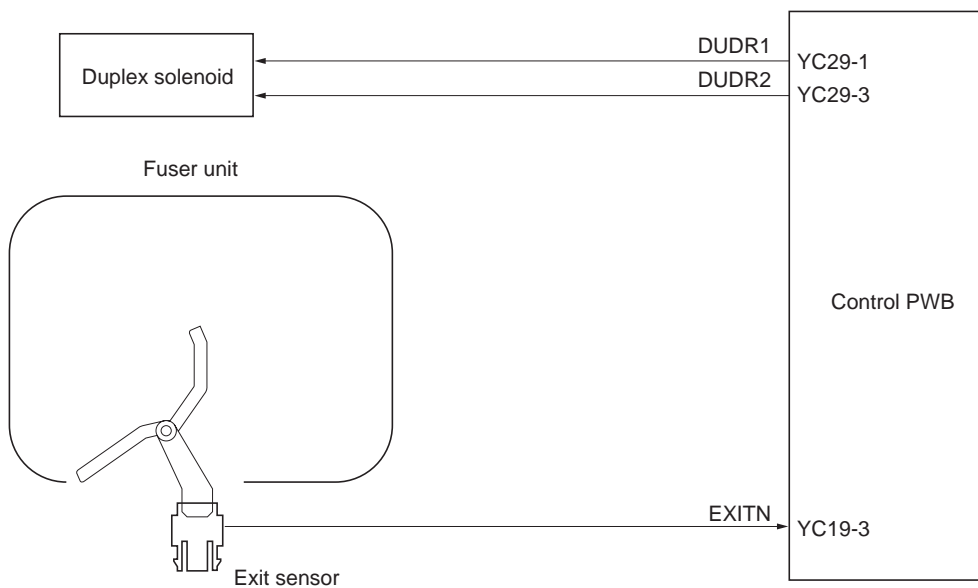 DUDR1
YC29-1
Duplex solenoid
DUDR2
YC29-3
Fuser unit
Control PWB
EXITN
YC19-3
Exit sensor